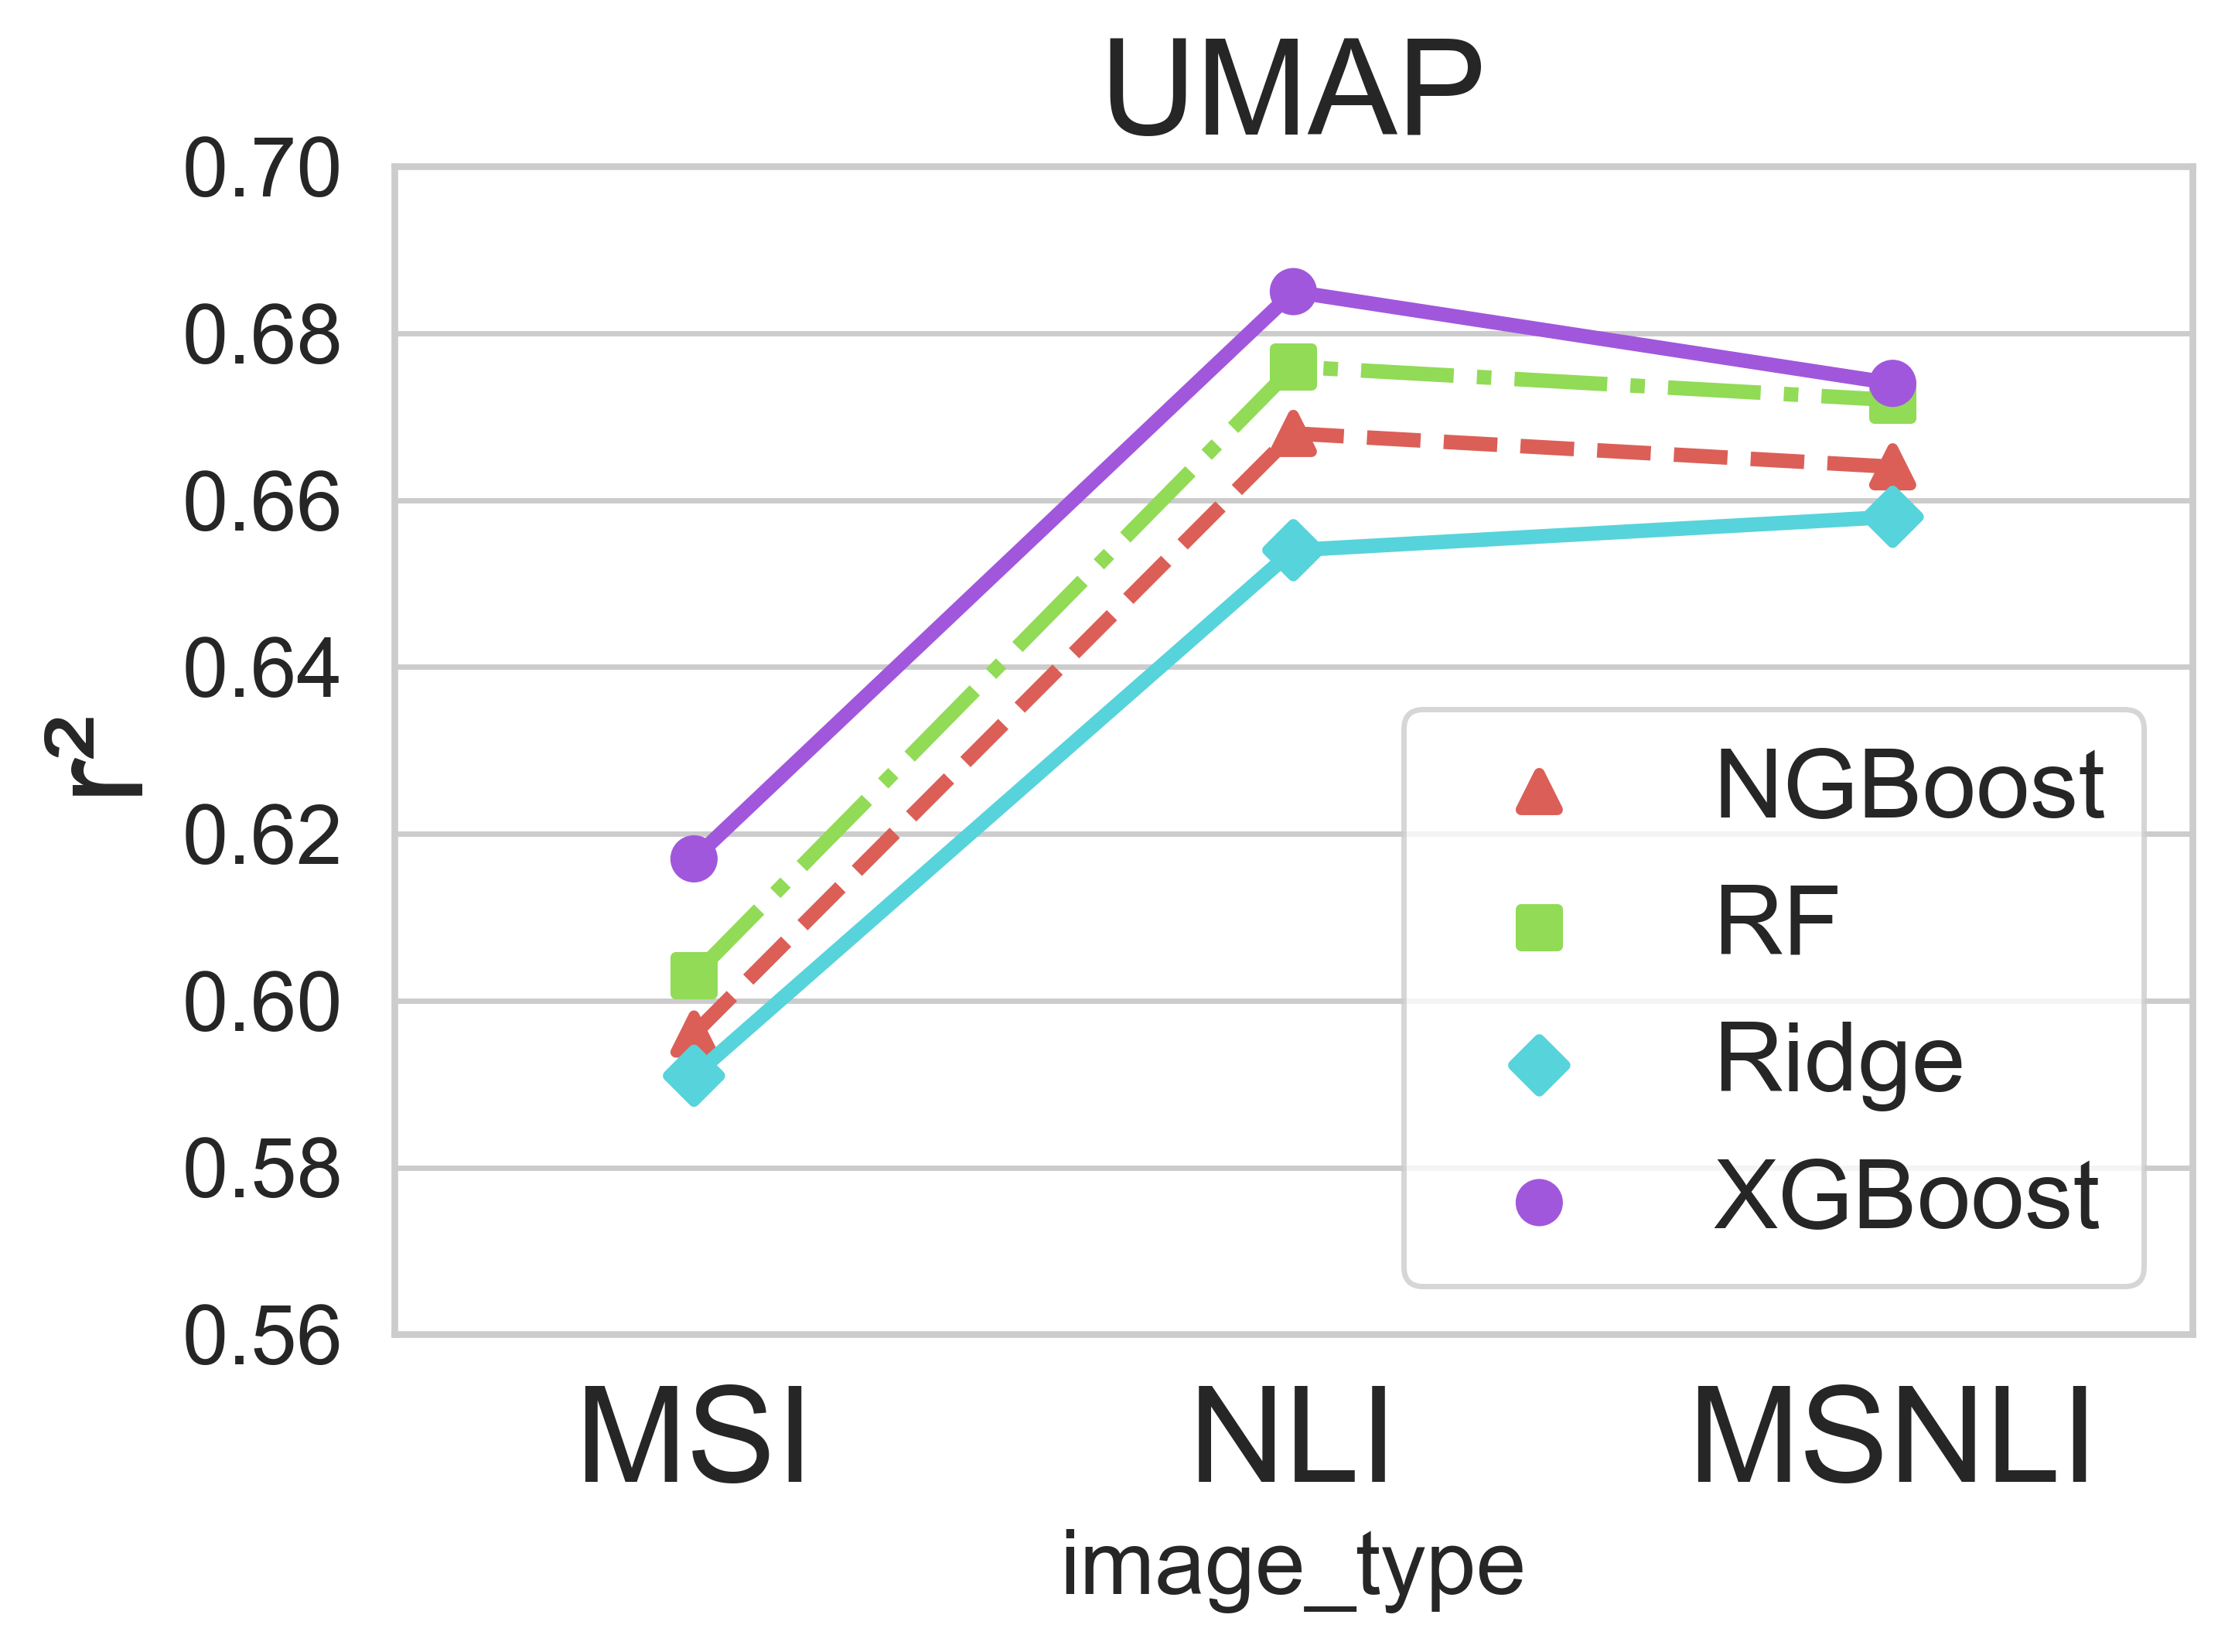 UMAP
0.70
0.68
0.66
0.64
0.62
0.60
0.58
0.56
r²
NGBoost
RF
Ridge
XGBoost
MSI NLI MSNLI
image_type